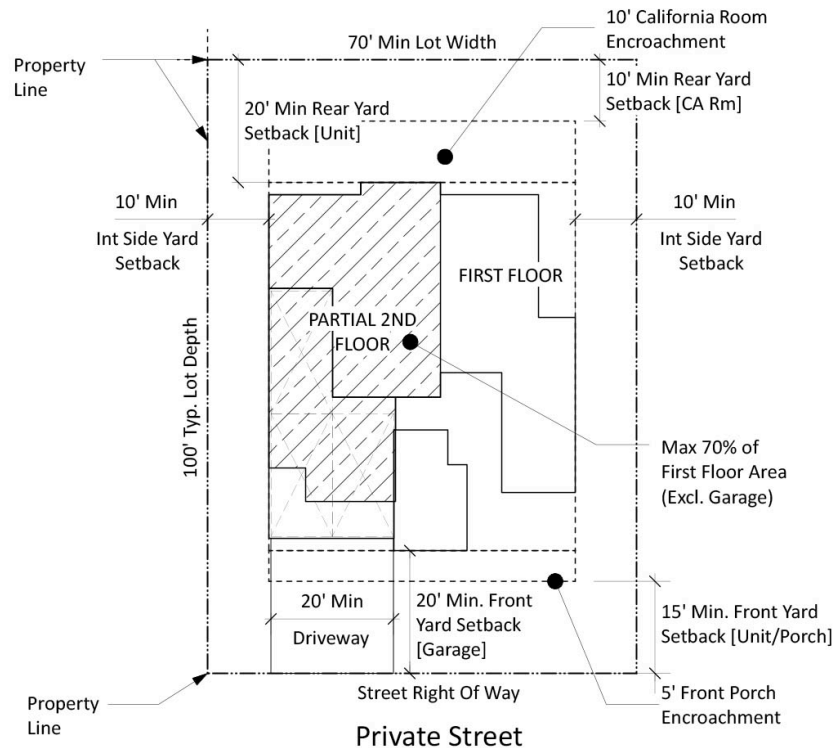 10' California Room
Encroachment
70' Min Lot Width
Property
Line
10' Min Rear Yard
Setback [CA Rm]
20' Min Rear Yard
Setback [Unit]
10' Min
Int Side Yard
Setback
10' Min
Int Side Yard
Setback
FIRST FLOOR
PARTIAL 2ND
FLOOR
100' Typ. Lot Depth
Max 70% of
First Floor Area
(Excl. Garage)
20' Min
Driveway
20' Min. Front
Yard Setback
[Garage]
15' Min. Front Yard
Setback [Unit/Porch]
Property
Line
Street Right Of Way
5' Front Porch
Encroachment
Private Street